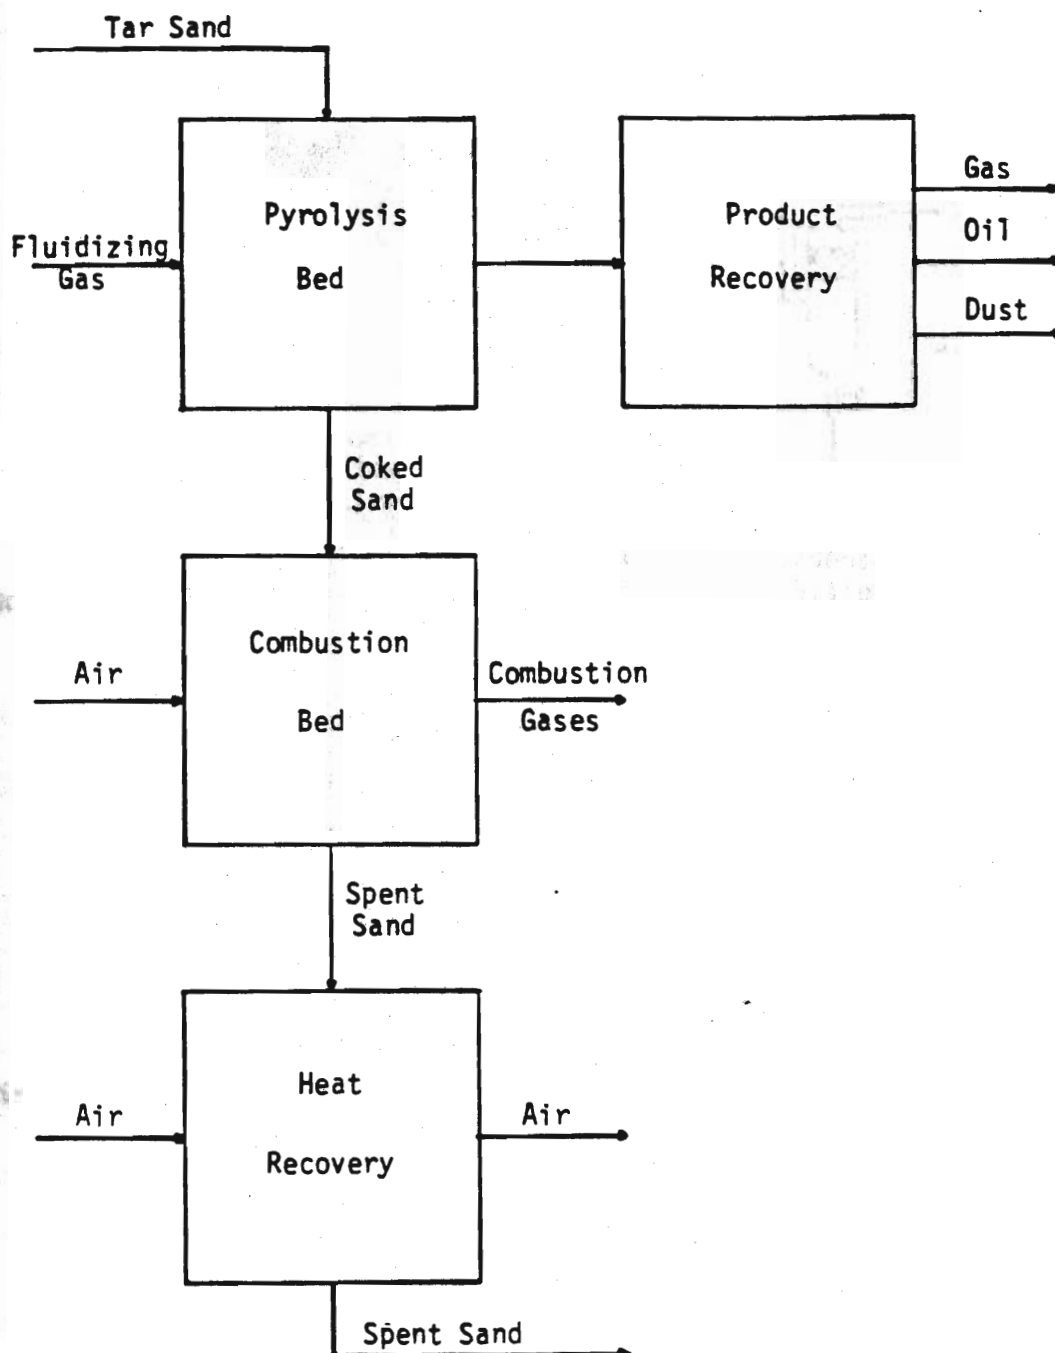 Tar Sand
Pyrolysis
Bed
Fluidizing
Gas
Product
Recovery
Gas
Oil
Dust
Coked
Sand
Combustion
Bed
Air
Combustion
Gases
Spent
Sand
Heat
Recovery
Air
Air
Spent Sand